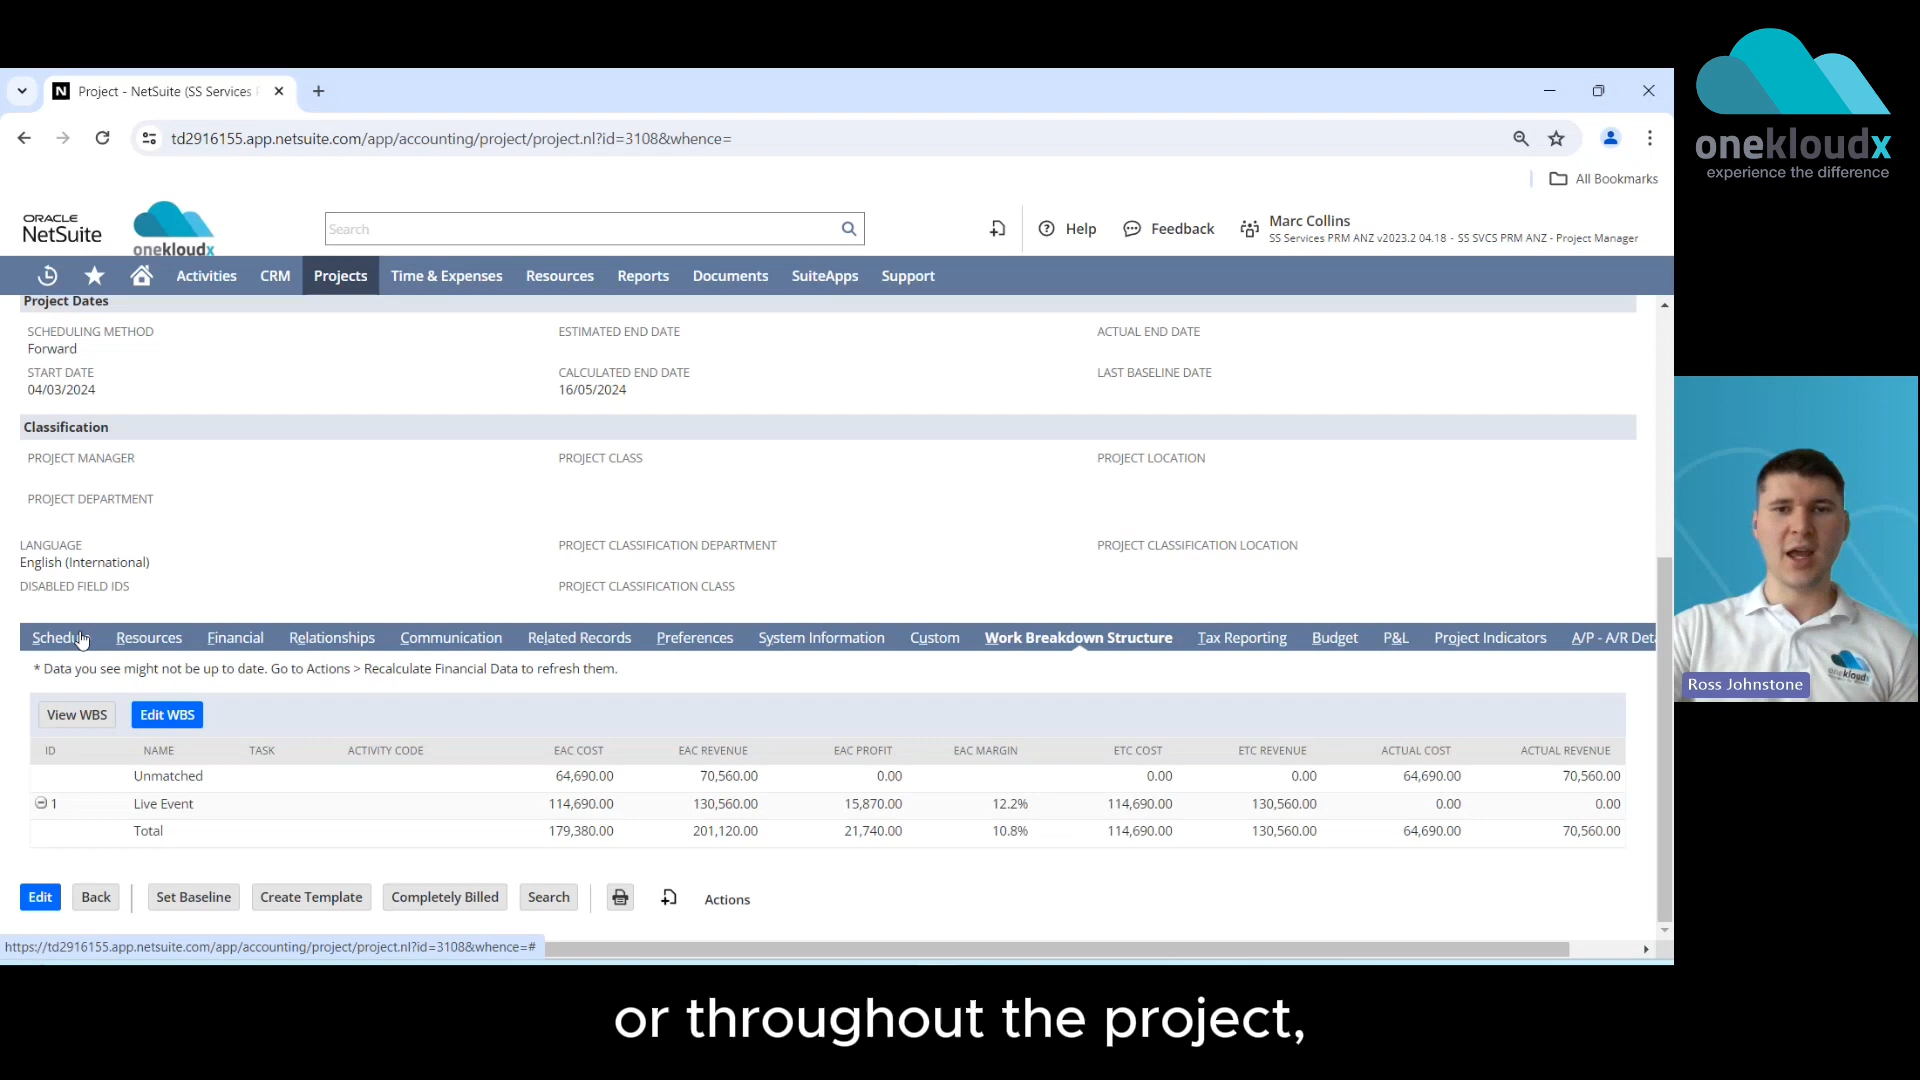 onekloudx
experience the difference
Project - NetSuite (SS Services
td2916155.app.netsuite.com/app/accounting/project/project.nl?id=3108&whence=
All Bookmarks
ORACLE
NetSuite
onekloudx
Search
Help
Feedback
Marc Collins
SS Services PRM ANZ v2023.2 04.18 - SS SVCS PRM ANZ - Project Manager
Activities CRM Projects Time & Expenses Resources Reports Documents SuiteApps Support
Project Dates
SCHEDULING METHOD ESTIMATED END DATE ACTUAL END DATE
Forward
START DATE CALCULATED END DATE LAST BASELINE DATE
04/03/2024 16/05/2024
Classification
PROJECT MANAGER PROJECT CLASS PROJECT LOCATION
PROJECT DEPARTMENT
LANGUAGE PROJECT CLASSIFICATION DEPARTMENT PROJECT CLASSIFICATION LOCATION
English (International)
DISABLED FIELD IDS PROJECT CLASSIFICATION CLASS
Resources Financial Relationships Communication Related Records Preferences System Information Custom Work Breakdown Structure Tax Reporting Budget P&L Project Indicators A/P - A/R
* Data you see might not be up to date. Go to Actions > Recalculate Financial Data to refresh them.
View WBS Edit WBS
ID NAME TASK ACTIVITY CODE EAC COST EAC REVENUE EAC PROFIT EAC MARGIN ETC COST ETC REVENUE ACTUAL COST ACTUAL REVENUE
Unmatched 64,690.00 70,560.00 0.00 0.00 0.00 64,690.00 70,560.00
1 Live Event 114,690.00 130,560.00 15,870.00 12.2% 114,690.00 130,560.00 0.00 0.00
Total 179,380.00 201,120.00 21,740.00 10.8% 114,690.00 130,560.00 64,690.00 70,560.00
Edit Back Set Baseline Create Template Completely Billed Search Actions
https://td2916155.app.netsuite.com/app/accounting/project/project.nl?id=3108&whence=#
Ross Johnstone
onekloudx
or throughout the project,